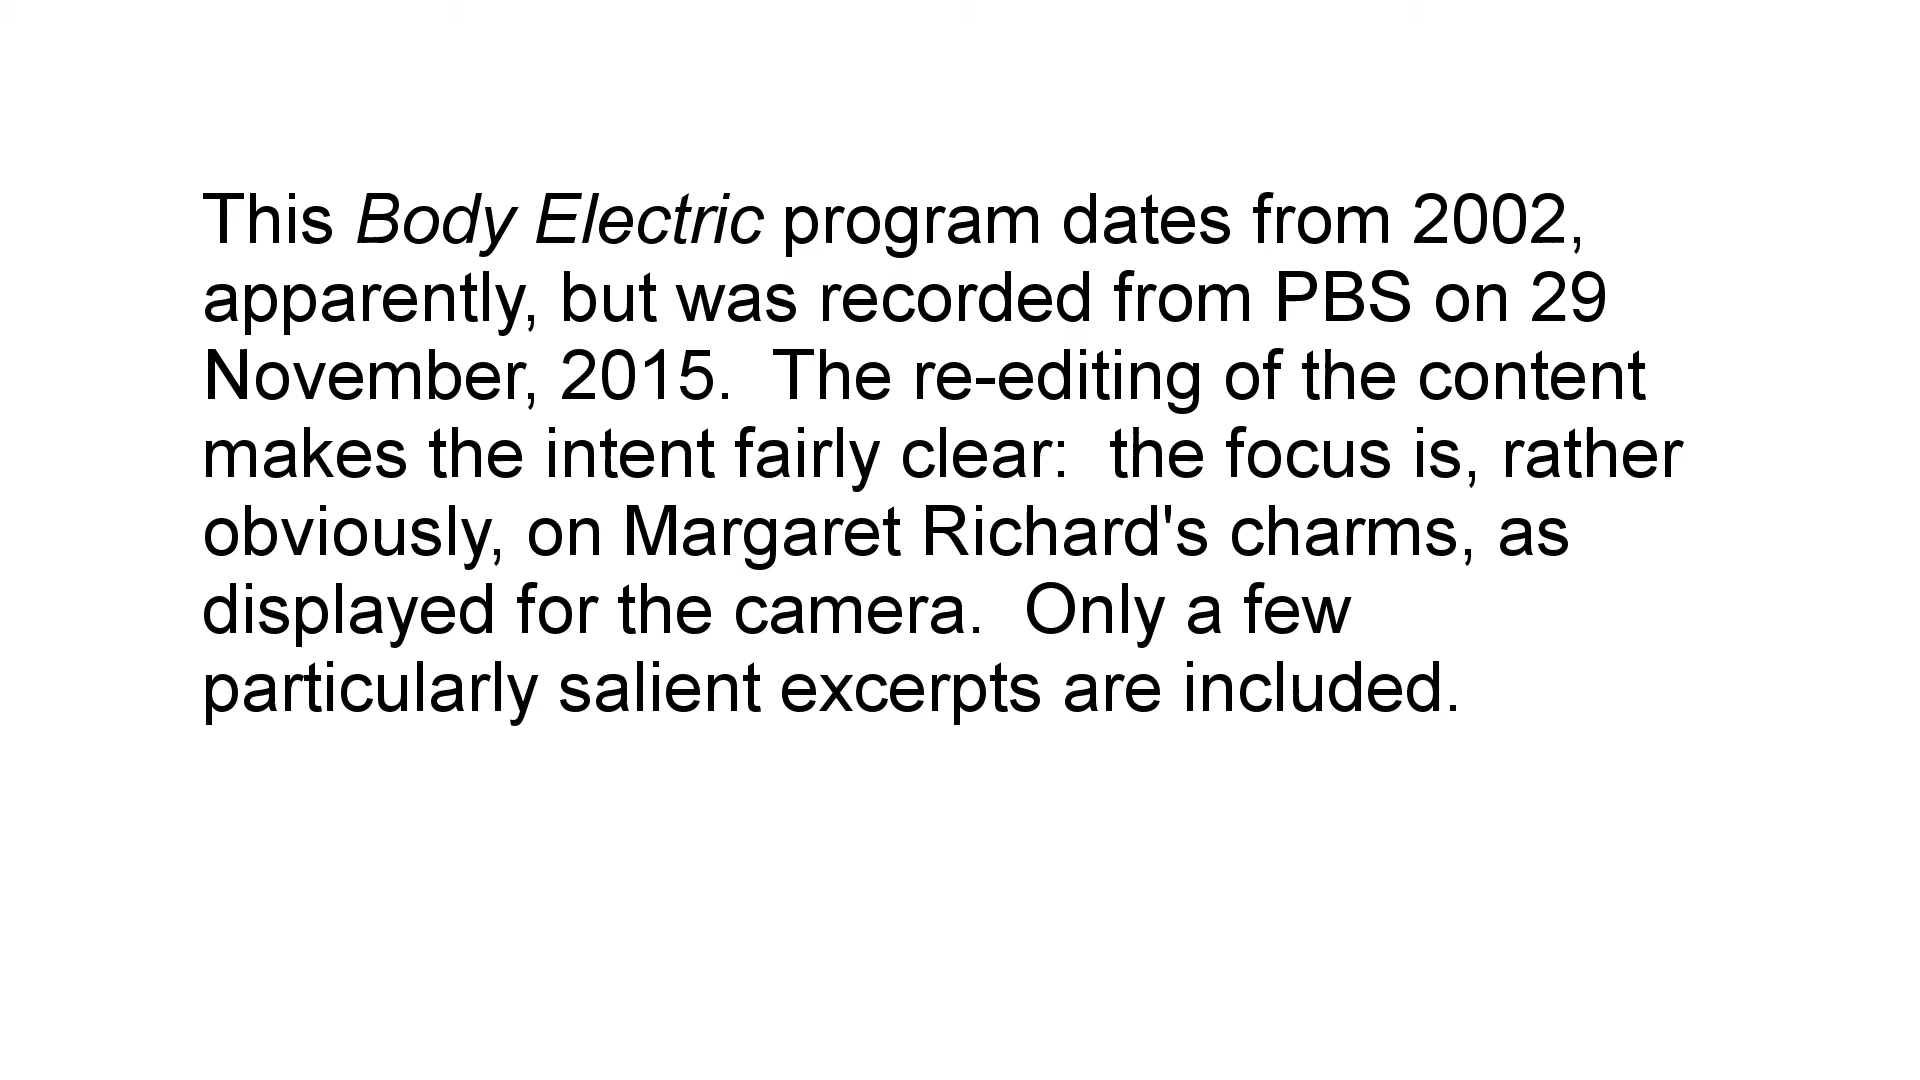 This Body Electric program dates from 2002,
apparently, but was recorded from PBS on 29
November, 2015.  The re-editing of the content
makes the intent fairly clear:  the focus is, rather
obviously, on Margaret Richard's charms, as
displayed for the camera.  Only a few
particularly salient excerpts are included.